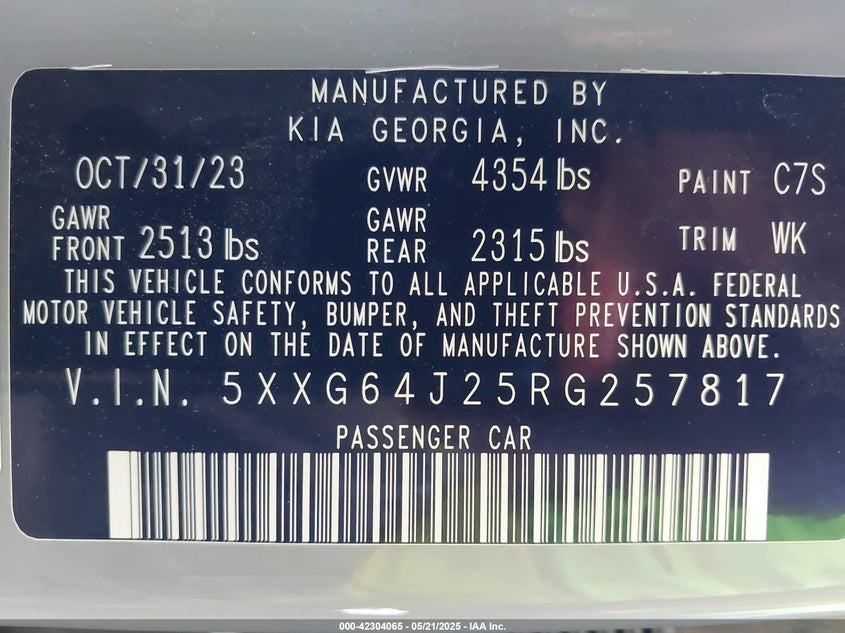 MANUFACTURED BY
KIA GEORGIA, INC.
OCT/31/23 GVWR 4354 lbs PAINT C7S
GAWR FRONT 2513 lbs GAWR REAR 2315 lbs TRIM WK
THIS VEHICLE CONFORMS TO ALL APPLICABLE U.S.A. FEDERAL
MOTOR VEHICLE SAFETY, BUMPER, AND THEFT PREVENTION STANDARDS
IN EFFECT ON THE DATE OF MANUFACTURE SHOWN ABOVE.
V.I.N. 5XXG64J25RG257817
PASSENGER CAR
000-42304065 - 05/21/2025 - IAA Inc.